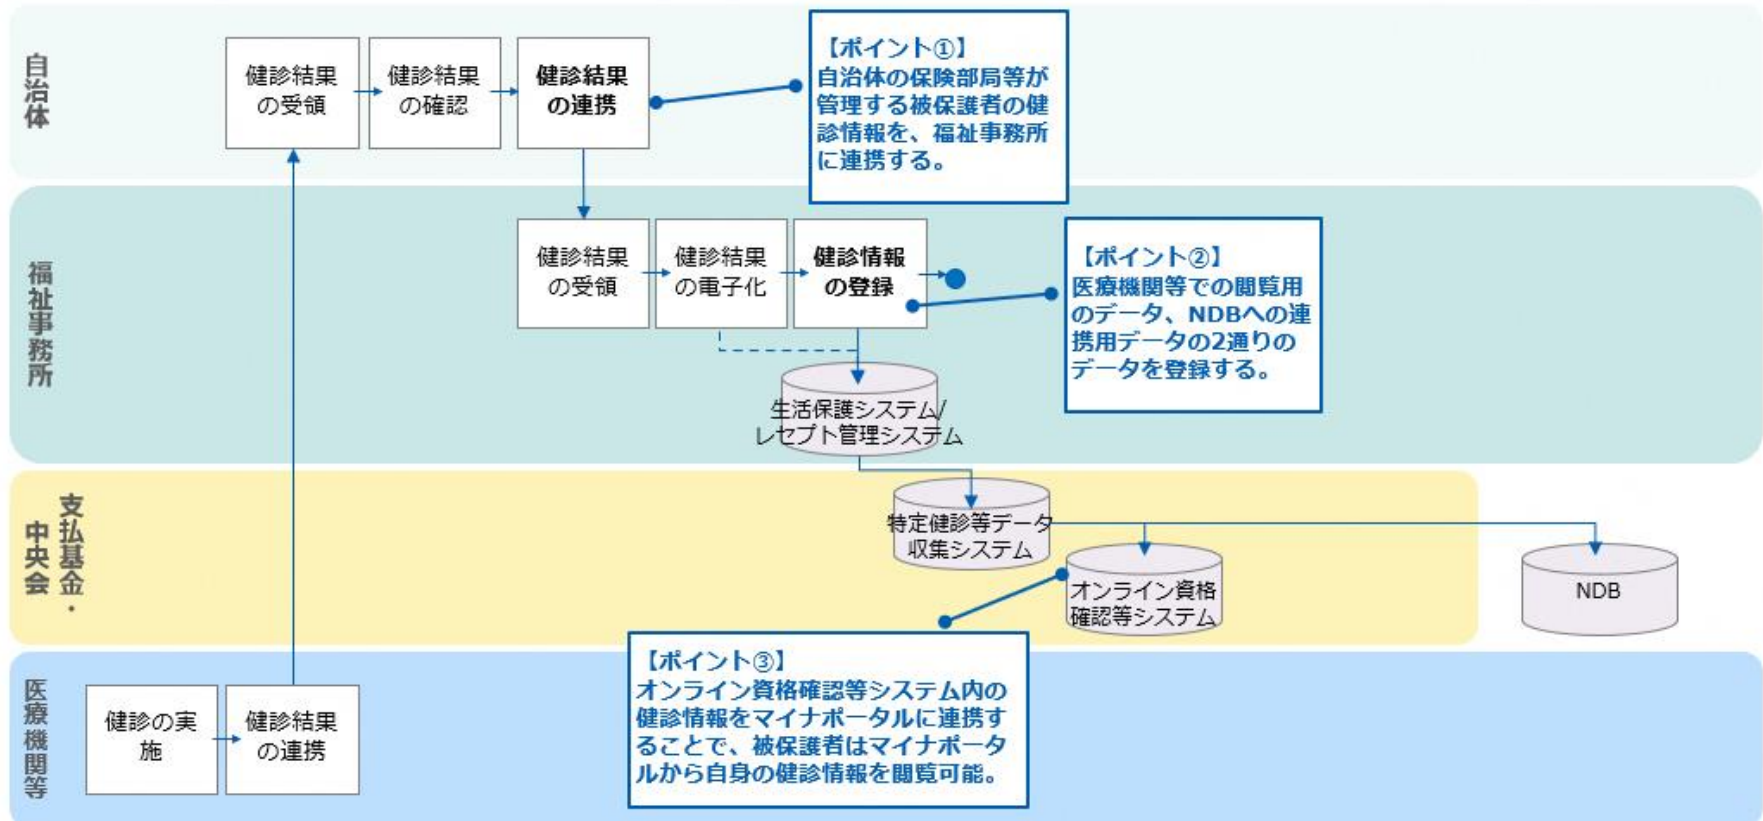 自治体
健診結果
の受領
健診結果
の確認
健診結果
の連携
【ポイント①】
自治体の保険部局等が
管理する被保護者の健
診情報を、福祉事務所
に連携する。
福祉事務所
健診結果
の受領
健診結果
の電子化
健診情報
の登録
【ポイント②】
医療機関等での閲覧用
のデータ、NDBへの連
携用データの2通りの
データを登録する。
生活保護システム/
レセプト管理システム
支払基金・
中央会
特定健診等データ
収集システム
オンライン資格
確認等システム
NDB
【ポイント③】
オンライン資格確認等システム内の
健診情報をマイナポータルに連携す
ることで、被保護者はマイナポータ
ルから自身の健診情報を閲覧可能。
医療機関等
健診の実
施
健診結果
の連携